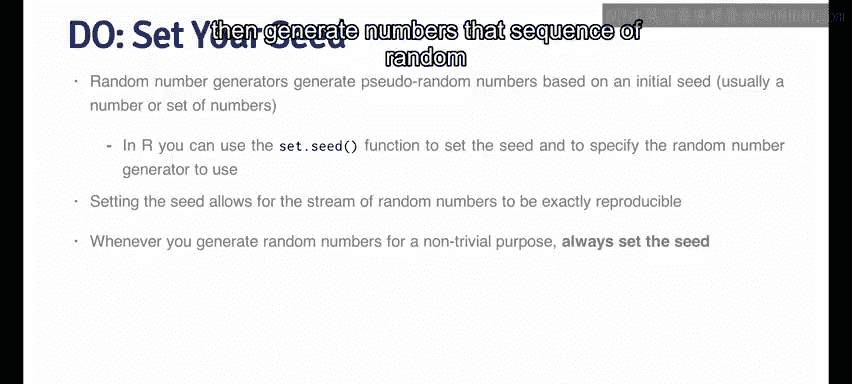 DO: Set Your Seed
then generate numbers that sequence of
random
· Random number generators generate pseudo-random numbers based on an initial seed (usually a
number or set of numbers)
- In R you can use the set.seed() function to set the seed and to specify the random number
generator to use
· Setting the seed allows for the stream of random numbers to be exactly reproducible
· Whenever you generate random numbers for a non-trivial purpose, always set the seed